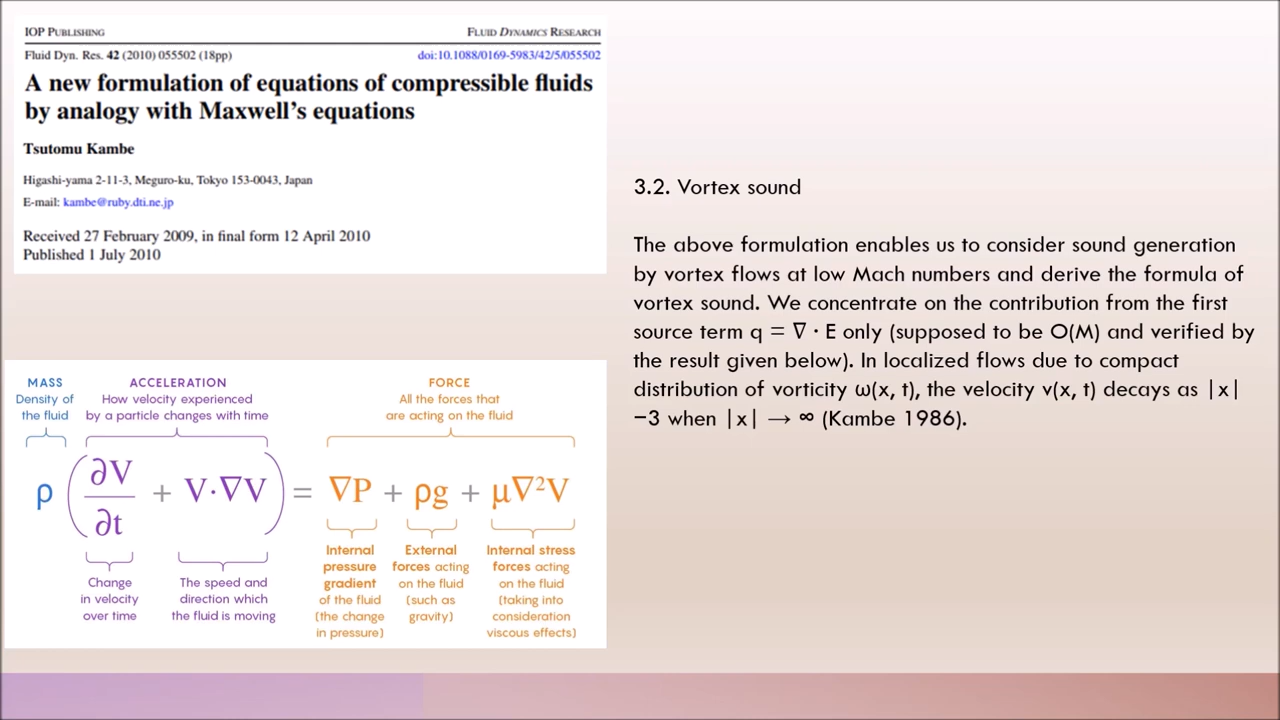 IOP PUBLISHING FLUID DYNAMICS RESEARCH
Fluid Dyn. Res. 42 (2010) 055502 (18pp) doi:10.1088/0169-5983/42/5/055502
A new formulation of equations of compressible fluids
by analogy with Maxwell's equations
Tsutomu Kambe
Higashi-yama 2-11-3, Meguro-ku, Tokyo 153-0043, Japan
E-mail: kambe@ruby.dti.ne.jp
Received 27 February 2009, in final form 12 April 2010
Published 1 July 2010
MASS
Density of
the fluid
ACCELERATION
How velocity experienced
by a particle changes with time
FORCE
All the forces that
are acting on the fluid
ρ (∂V/∂t + V·∇V) = ∇P + ρg + μ∇²V
Change
in velocity
over time
The speed and
direction which
the fluid is moving
Internal
pressure
gradient
of the fluid
(the change
in pressure)
External
forces acting
on the fluid
(such as
gravity)
Internal stress
forces acting
on the fluid
(taking into
consideration
viscous effects)
3.2. Vortex sound
The above formulation enables us to consider sound generation
by vortex flows at low Mach numbers and derive the formula of
vortex sound. We concentrate on the contribution from the first
source term q = ∇ · E only (supposed to be O(M) and verified by
the result given below). In localized flows due to compact
distribution of vorticity ω(x, t), the velocity v(x, t) decays as |x|
−3 when |x| → ∞ (Kambe 1986).